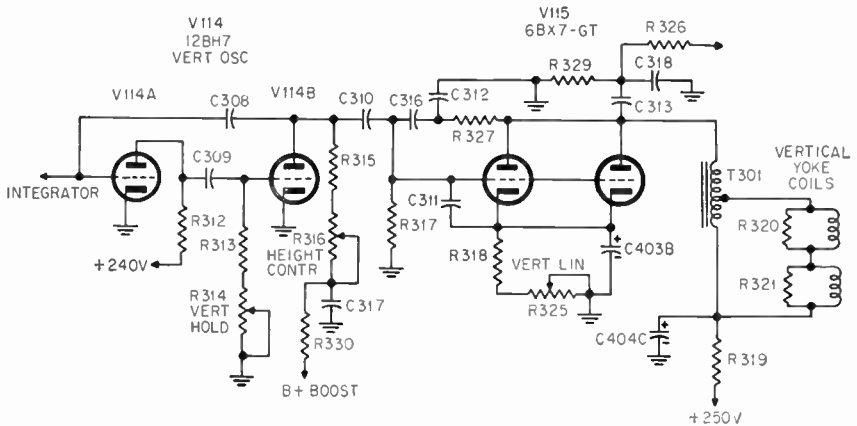 V114
12BH7
VERT OSC
V115
6BX7-GT
R326
R329
C318
V114A
C308
V114B
C310
C316
C312
C313
R327
C309
R315
INTEGRATOR
R312
R313
+240V
R316
HEIGHT
CONTR
C311
R317
T301
VERTICAL
YOKE
COILS
R320
R318
VERT LIN
C403B
R314
VERT
HOLD
C317
R325
R321
R330
C404C
R319
B+ BOOST
+250V